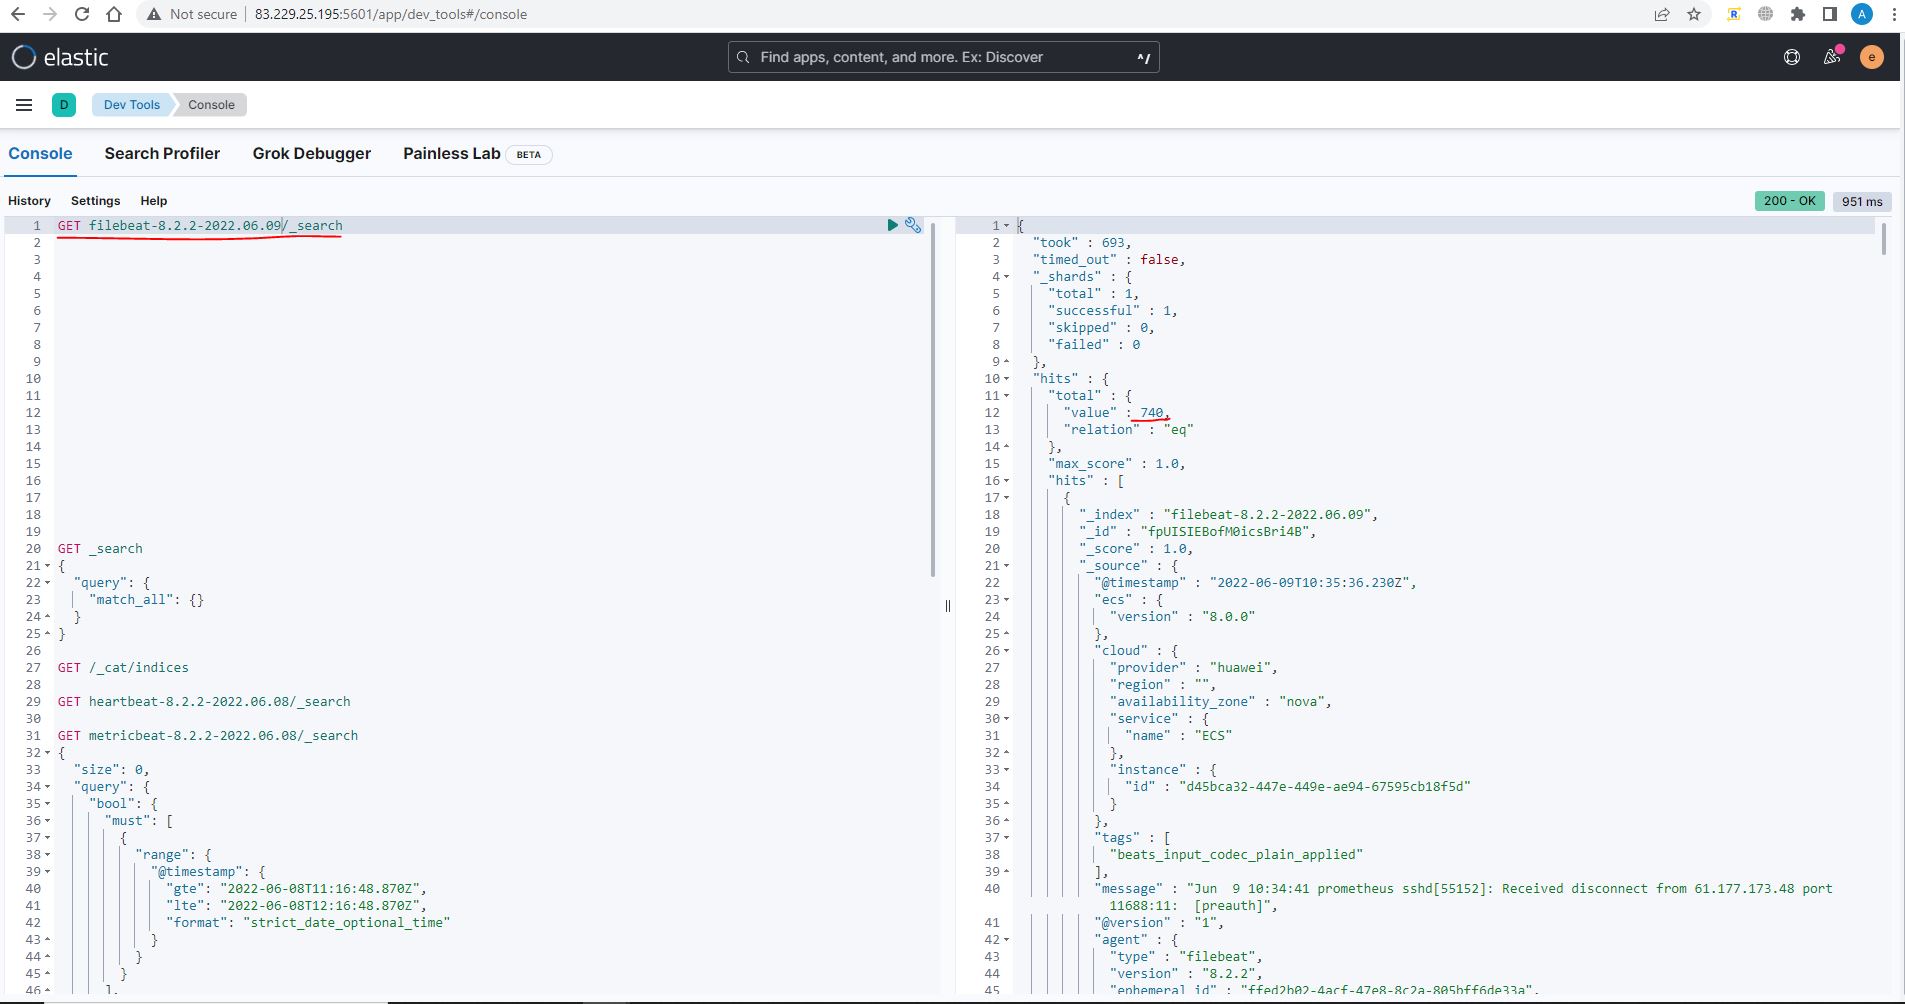 Not secure
83.229.25.195:5601/app/dev_tools#/console
R
A
elastic
Find apps, content, and more. Ex: Discover
^/
e
D
Dev Tools
Console
Console
Search Profiler
Grok Debugger
Painless Lab
BETA
History
Settings
Help
200 - OK
951 ms
1 GET filebeat-8.2.2-2022.06.09/_search
2
3
4
5
6
7
8
9
10
11
12
13
14
15
16
17
18
19
20 GET _search
21 {
22 "query": {
23 "match_all": {}
24 }
25 }
26
27 GET /_cat/indices
28
29 GET heartbeat-8.2.2-2022.06.08/_search
30
31 GET metricbeat-8.2.2-2022.06.08/_search
32 {
33 "size": 0,
34 "query": {
35 "bool": {
36 "must": [
37 {
38 "range": {
39 "@timestamp": {
40 "gte": "2022-06-08T11:16:48.870Z",
41 "lte": "2022-06-08T12:16:48.870Z",
42 "format": "strict_date_optional_time"
43 }
44 }
45 }
46 ],
1 {
2 "took" : 693,
3 "timed_out" : false,
4 "_shards" : {
5 "total" : 1,
6 "successful" : 1,
7 "skipped" : 0,
8 "failed" : 0
9 },
10 "hits" : {
11 "total" : {
12 "value" : 740,
13 "relation" : "eq"
14 },
15 "max_score" : 1.0,
16 "hits" : [
17 {
18 "_index" : "filebeat-8.2.2-2022.06.09",
19 "_id" : "fpUISIEBofM0icsBri4B",
20 "_score" : 1.0,
21 "_source" : {
22 "@timestamp" : "2022-06-09T10:35:36.230Z",
23 "ecs" : {
24 "version" : "8.0.0"
25 },
26 "cloud" : {
27 "provider" : "huawei",
28 "region" : "",
29 "availability_zone" : "nova",
30 "service" : {
31 "name" : "ECS"
32 },
33 "instance" : {
34 "id" : "d45bca32-447e-449e-ae94-67595cb18f5d"
35 }
36 },
37 "tags" : [
38 "beats_input_codec_plain_applied"
39 ],
40 "message" : "Jun  9 10:34:41 prometheus sshd[55152]: Received disconnect from 61.177.173.48 port
11688:11:  [preauth]",
41 "@version" : "1",
42 "agent" : {
43 "type" : "filebeat",
44 "version" : "8.2.2",
45 "ephemeral_id" : "ffed2b02-4acf-47e8-8c2a-805bff6de33a",